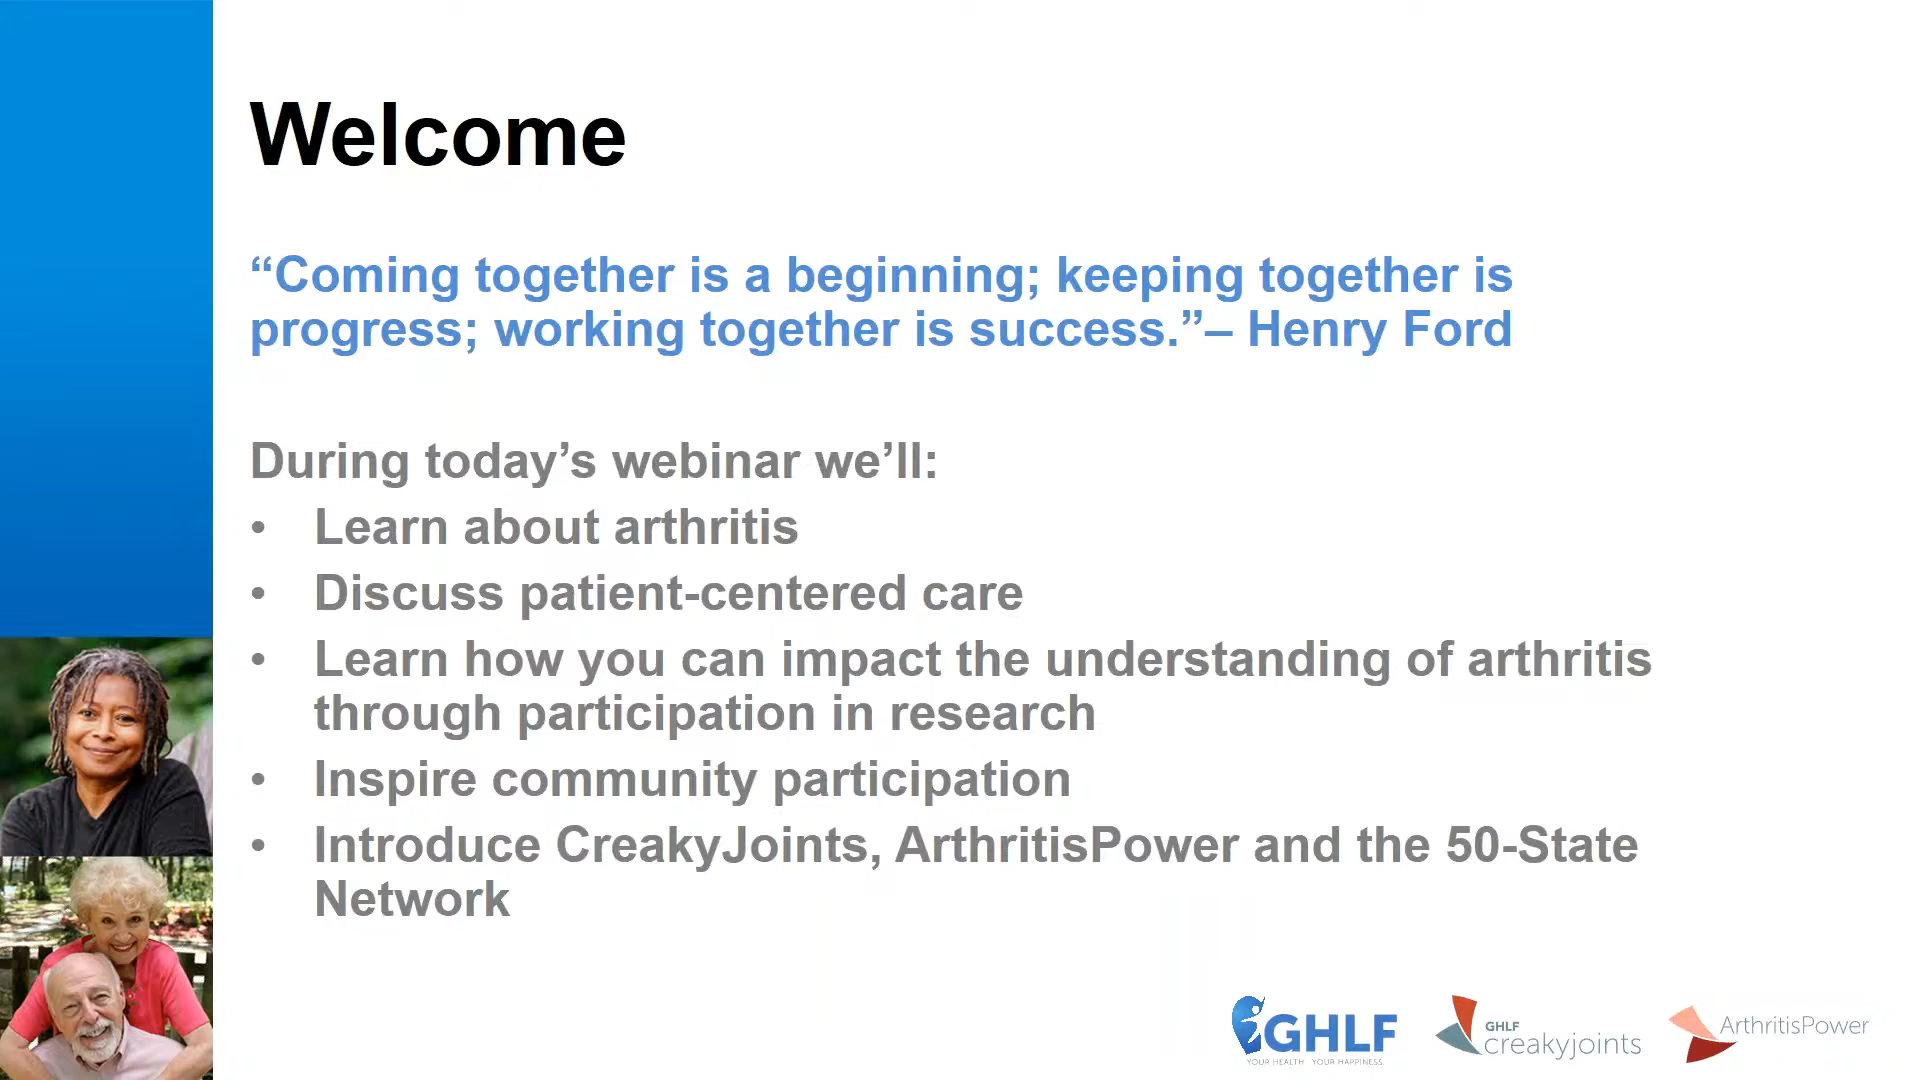 Welcome
“Coming together is a beginning; keeping together is
progress; working together is success.”– Henry Ford
During today’s webinar we’ll:
• Learn about arthritis
• Discuss patient-centered care
• Learn how you can impact the understanding of arthritis
through participation in research
• Inspire community participation
• Introduce CreakyJoints, ArthritisPower and the 50-State
Network
GHLF
YOUR HEALTH YOUR HAPPINESS.
GHLF
creakyjoints
ArthritisPower